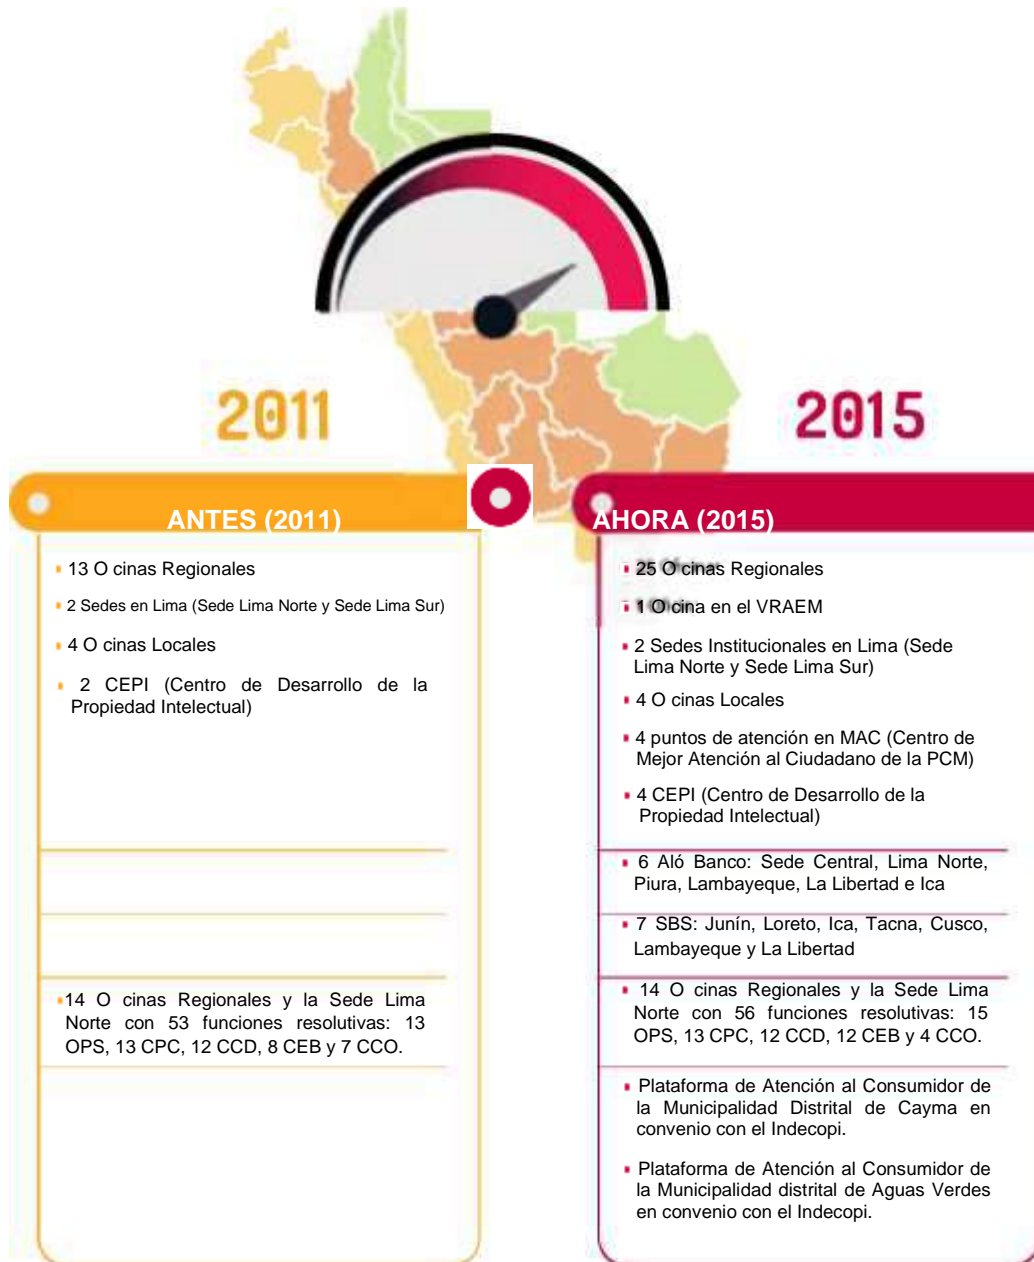 2011
2015
ANTES (2011)
• 13 O cinas Regionales
• 2 Sedes en Lima (Sede Lima Norte y Sede Lima Sur)
• 4 O cinas Locales
• 2 CEPI (Centro de Desarrollo de la
Propiedad Intelectual)
•14 O cinas Regionales y la Sede Lima
Norte con 53 funciones resolutivas: 13
OPS, 13 CPC, 12 CCD, 8 CEB y 7 CCO.
AHORA (2015)
• 25 O cinas Regionales
• 1 O cina en el VRAEM
• 2 Sedes Institucionales en Lima (Sede
Lima Norte y Sede Lima Sur)
• 4 O cinas Locales
• 4 puntos de atención en MAC (Centro de
Mejor Atención al Ciudadano de la PCM)
• 4 CEPI (Centro de Desarrollo de la
Propiedad Intelectual)
• 6 Aló Banco: Sede Central, Lima Norte,
Piura, Lambayeque, La Libertad e Ica
• 7 SBS: Junín, Loreto, Ica, Tacna, Cusco,
Lambayeque y La Libertad
• 14 O cinas Regionales y la Sede Lima
Norte con 56 funciones resolutivas: 15
OPS, 13 CPC, 12 CCD, 12 CEB y 4 CCO.
• Plataforma de Atención al Consumidor de
la Municipalidad Distrital de Cayma en
convenio con el Indecopi.
• Plataforma de Atención al Consumidor de
la Municipalidad distrital de Aguas Verdes
en convenio con el Indecopi.